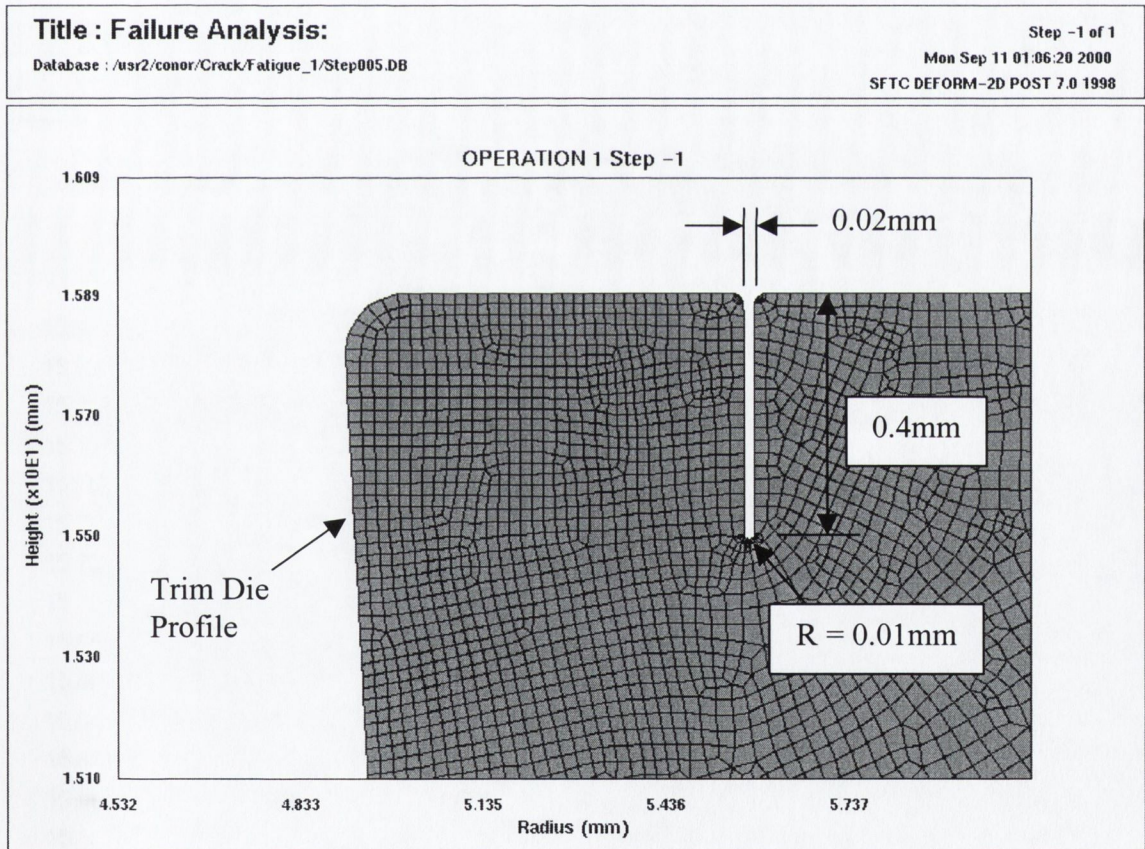 Title : Failure Analysis:
Database : /usr2/conor/Crack/Fatigue_1/Step005.DB
Step -1 of 1
Mon Sep 11 01:06:20 2000
SFTC DEFORM-2D POST 7.0 1998
OPERATION 1 Step -1
1.609
1.589
1.570
1.550
1.530
1.510
Height (x10E1) (mm)
0.02mm
0.4mm
R = 0.01mm
Trim Die
Profile
4.532
4.833
5.135
5.436
5.737
Radius (mm)